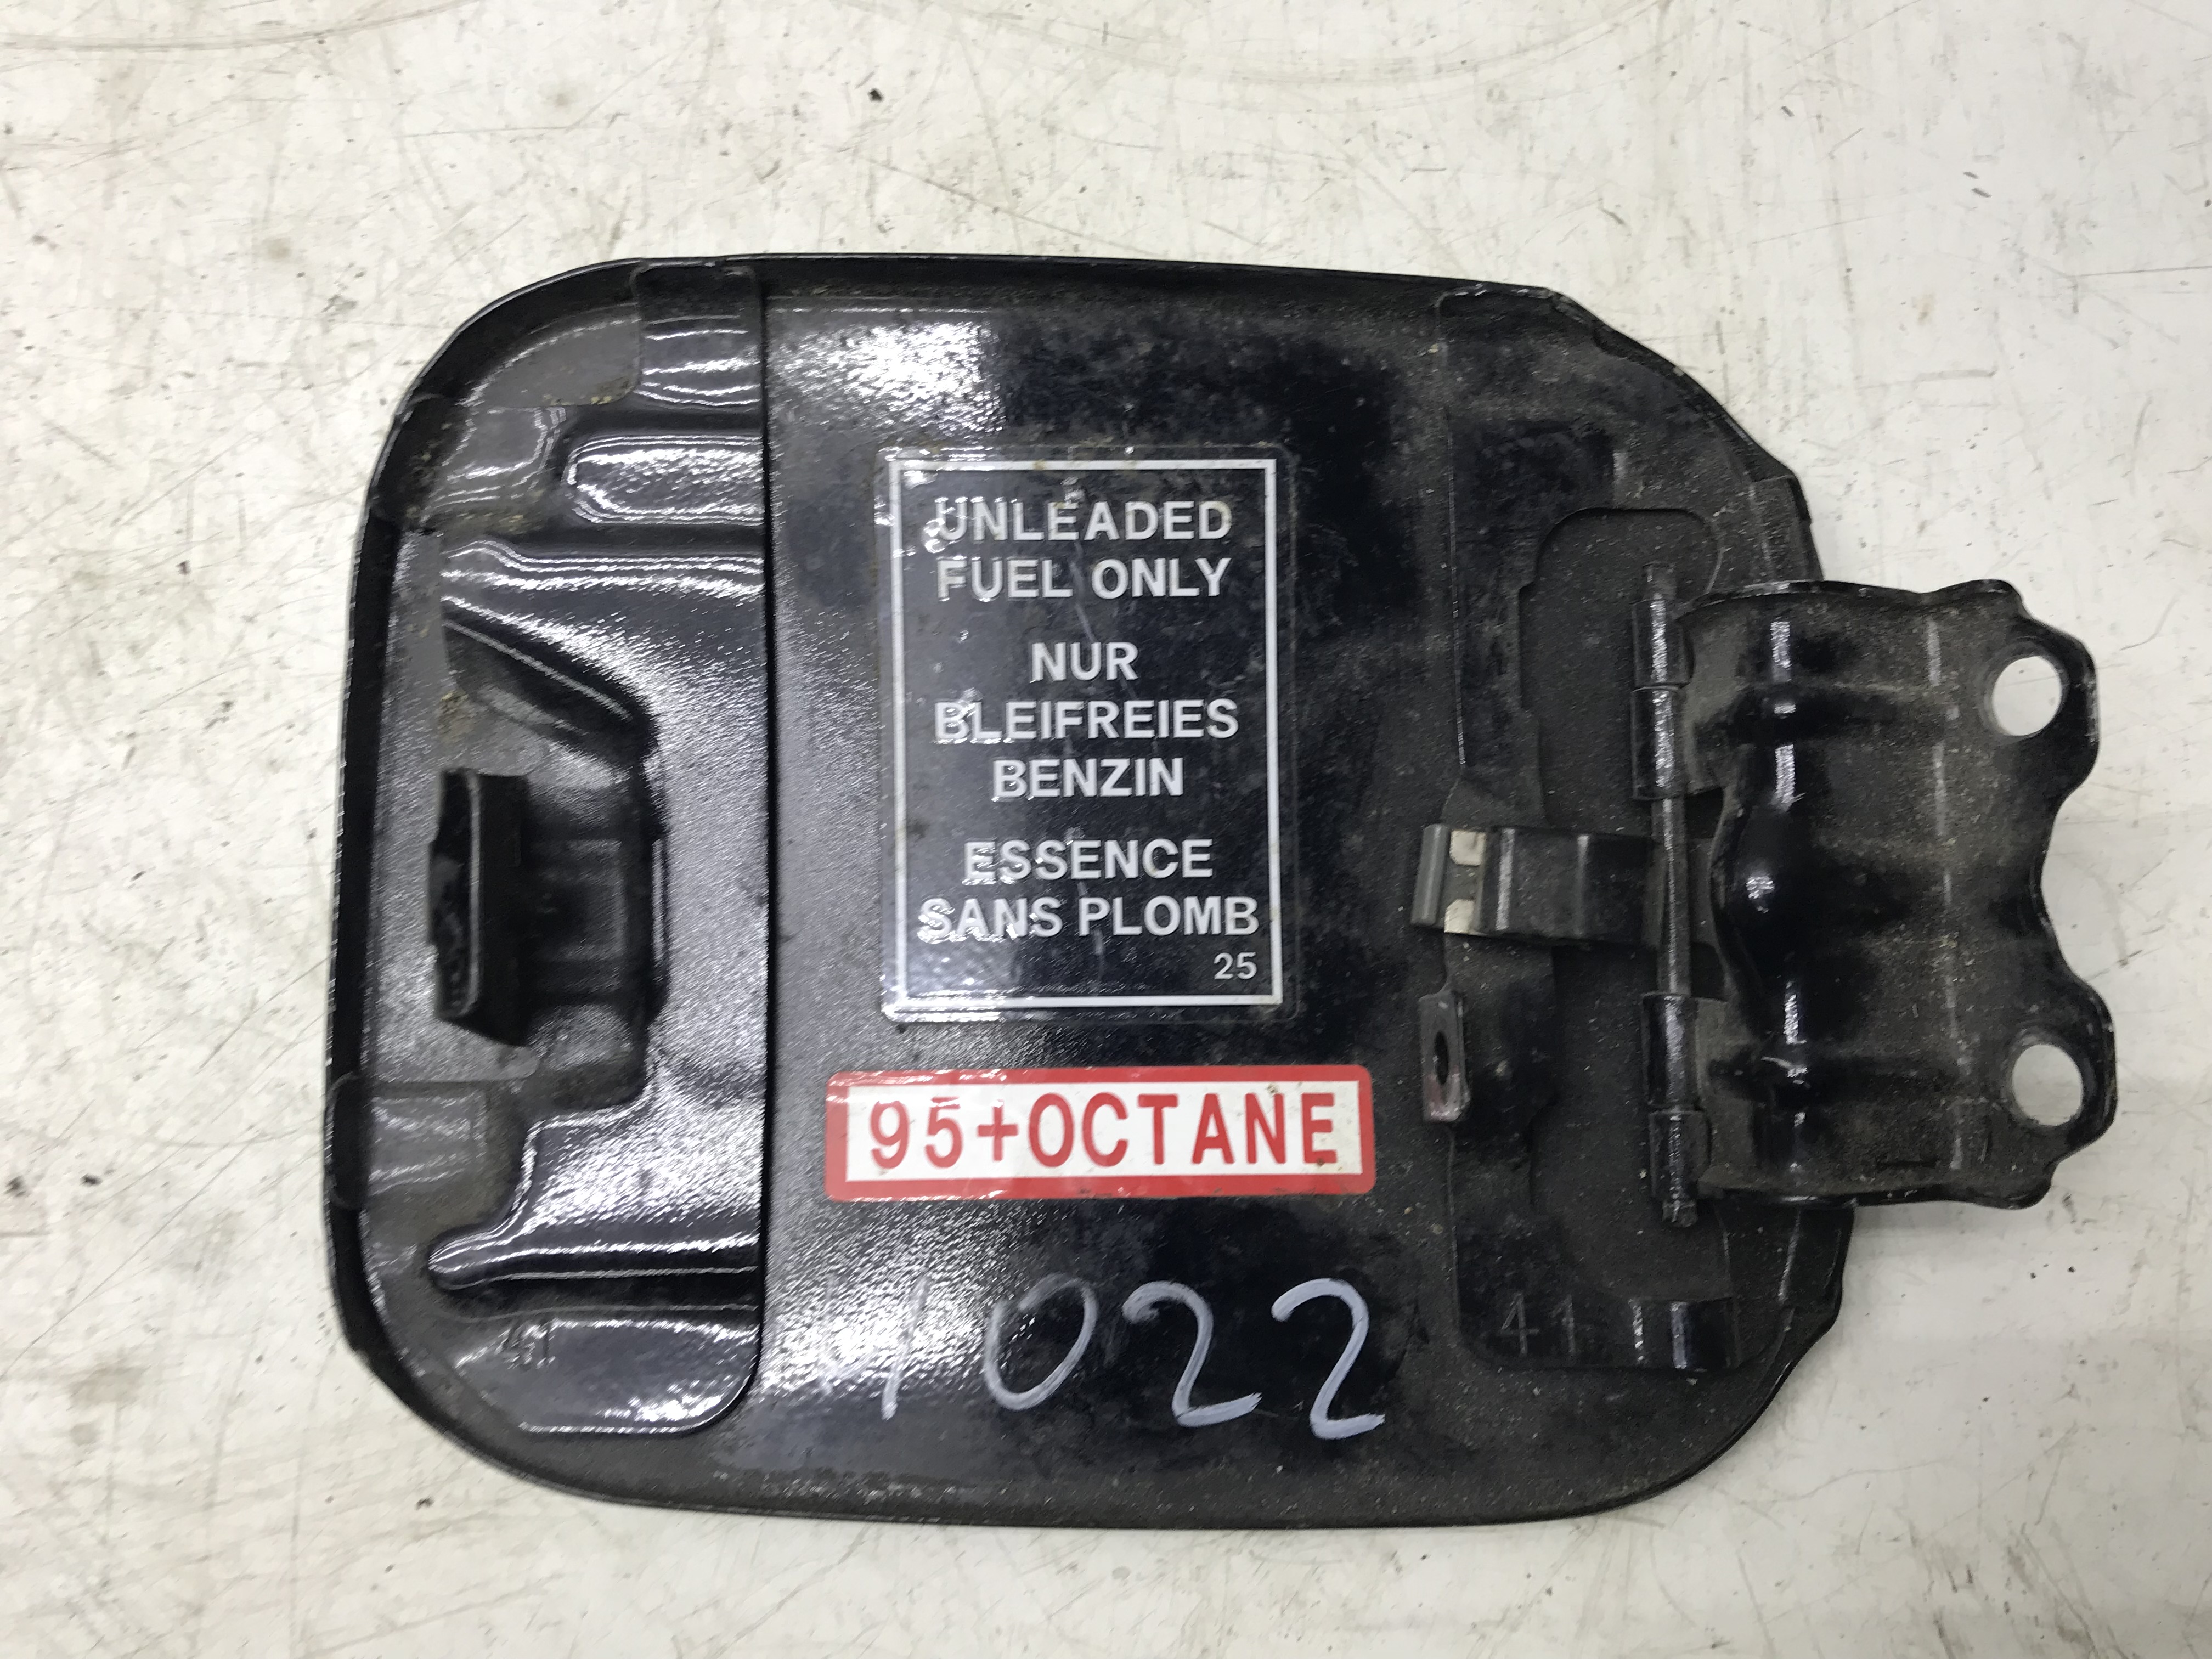 UNLEADED
FUEL ONLY
NUR
BLEIFREIES
BENZIN
ESSENCE
SANS PLOMB
25
95+OCTANE
1022
41
41